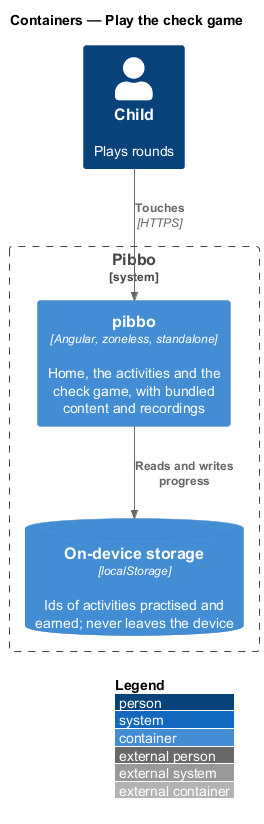 Containers — Play the check game
Child
Plays rounds
Touches
[HTTPS]
Pibbo
[system]
pibbo
[Angular, zoneless, standalone]
Home, the activities and the
check game, with bundled
content and recordings
Reads and writes
progress
On-device storage
[localStorage]
Ids of activities practised and
earned; never leaves the device
Legend
person
system
container
external person
external system
external container